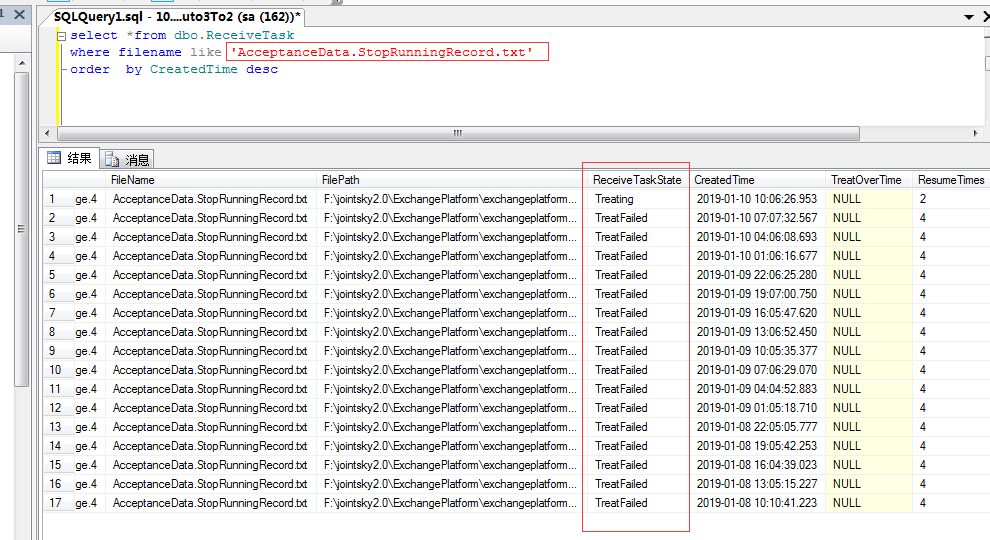 SQLQuery1.sql - 10....uto3To2 (sa (162))*
select *from dbo.ReceiveTask
where filename like 'AcceptanceData.StopRunningRecord.txt'
order  by CreatedTime desc
结果 消息
FileName FilePath ReceiveTaskState CreatedTime TreatOverTime ResumeTimes
1 ge.4 AcceptanceData.StopRunningRecord.txt F:\jointsky2.0\ExchangePlatform\exchangeplatform... Treating 2019-01-10 10:06:26.953 NULL 2
2 ge.4 AcceptanceData.StopRunningRecord.txt F:\jointsky2.0\ExchangePlatform\exchangeplatform... TreatFailed 2019-01-10 07:07:32.567 NULL 4
3 ge.4 AcceptanceData.StopRunningRecord.txt F:\jointsky2.0\ExchangePlatform\exchangeplatform... TreatFailed 2019-01-10 04:06:08.693 NULL 4
4 ge.4 AcceptanceData.StopRunningRecord.txt F:\jointsky2.0\ExchangePlatform\exchangeplatform... TreatFailed 2019-01-10 01:06:16.677 NULL 4
5 ge.4 AcceptanceData.StopRunningRecord.txt F:\jointsky2.0\ExchangePlatform\exchangeplatform... TreatFailed 2019-01-09 22:06:25.280 NULL 4
6 ge.4 AcceptanceData.StopRunningRecord.txt F:\jointsky2.0\ExchangePlatform\exchangeplatform... TreatFailed 2019-01-09 19:07:00.750 NULL 4
7 ge.4 AcceptanceData.StopRunningRecord.txt F:\jointsky2.0\ExchangePlatform\exchangeplatform... TreatFailed 2019-01-09 16:05:47.620 NULL 4
8 ge.4 AcceptanceData.StopRunningRecord.txt F:\jointsky2.0\ExchangePlatform\exchangeplatform... TreatFailed 2019-01-09 13:06:52.450 NULL 4
9 ge.4 AcceptanceData.StopRunningRecord.txt F:\jointsky2.0\ExchangePlatform\exchangeplatform... TreatFailed 2019-01-09 10:05:35.377 NULL 4
10 ge.4 AcceptanceData.StopRunningRecord.txt F:\jointsky2.0\ExchangePlatform\exchangeplatform... TreatFailed 2019-01-09 07:06:29.070 NULL 4
11 ge.4 AcceptanceData.StopRunningRecord.txt F:\jointsky2.0\ExchangePlatform\exchangeplatform... TreatFailed 2019-01-09 04:04:52.883 NULL 4
12 ge.4 AcceptanceData.StopRunningRecord.txt F:\jointsky2.0\ExchangePlatform\exchangeplatform... TreatFailed 2019-01-09 01:05:18.710 NULL 4
13 ge.4 AcceptanceData.StopRunningRecord.txt F:\jointsky2.0\ExchangePlatform\exchangeplatform... TreatFailed 2019-01-08 22:05:05.777 NULL 4
14 ge.4 AcceptanceData.StopRunningRecord.txt F:\jointsky2.0\ExchangePlatform\exchangeplatform... TreatFailed 2019-01-08 19:05:42.253 NULL 4
15 ge.4 AcceptanceData.StopRunningRecord.txt F:\jointsky2.0\ExchangePlatform\exchangeplatform... TreatFailed 2019-01-08 16:04:39.023 NULL 4
16 ge.4 AcceptanceData.StopRunningRecord.txt F:\jointsky2.0\ExchangePlatform\exchangeplatform... TreatFailed 2019-01-08 13:05:15.227 NULL 4
17 ge.4 AcceptanceData.StopRunningRecord.txt F:\jointsky2.0\ExchangePlatform\exchangeplatform... TreatFailed 2019-01-08 10:10:41.223 NULL 4